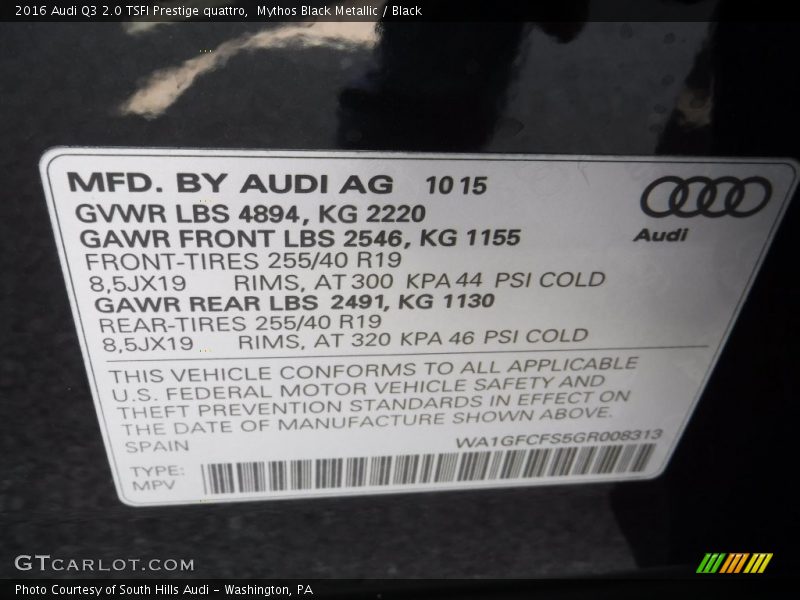 2016 Audi Q3 2.0 TSFI Prestige quattro,  Mythos Black Metallic / Black
MFD. BY AUDI AG 10 15
GVWR LBS 4894, KG 2220
GAWR FRONT LBS 2546, KG 1155
FRONT-TIRES 255/40 R19
8,5JX19 RIMS, AT 300 KPA 44 PSI COLD
GAWR REAR LBS 2491, KG 1130
REAR-TIRES 255/40 R19
8,5JX19 RIMS, AT 320 KPA 46 PSI COLD
Audi
THIS VEHICLE CONFORMS TO ALL APPLICABLE
U.S. FEDERAL MOTOR VEHICLE SAFETY AND
THEFT PREVENTION STANDARDS IN EFFECT ON
THE DATE OF MANUFACTURE SHOWN ABOVE.
SPAIN WA1GFCFS5GR008313
TYPE:
MPV
GTCARLOT.COM
Photo Courtesy of South Hills Audi - Washington, PA